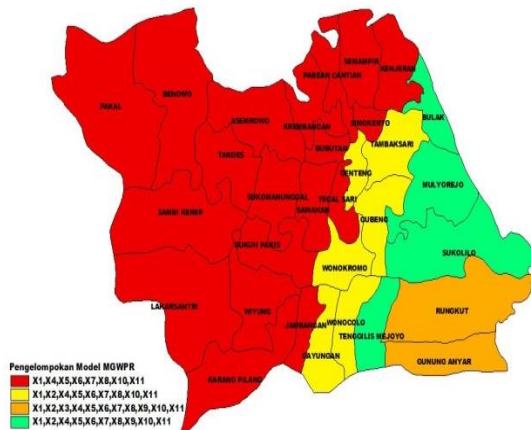 SEMAMPIR
KENJERAN
PABEAN CANTIAN
BENOWO
PAKAL
ASEMROWO
KREMBANGAN
SIMOKERTO
BULAK
TAMBAKSARI
BUBUTAN
TANDES
GENTENG
MULYOREJO
SUKOMANUNGGAL
TEGAL SARI
SAWAHAN
SAMBI KEREP
GUBENG
DUKUH PAKIS
SUKOLILO
WONOKROMO
LAKARSANTRI
WIYUNG
RUNGKUT
JAMBANGAN
WONOCOLO
TENGGILIS MEJOYO
GAYUNGAN
GUNUNG ANYAR
KARANG PILANG
Pengelompokan Model MGWPR
X1,X4,X5,X6,X7,X8,X10,X11
X1,X2,X4,X5,X6,X7,X8,X10,X11
X1,X2,X3,X4,X5,X6,X7,X8,X9,X10,X11
X1,X2,X4,X5,X6,X7,X8,X9,X10,X11